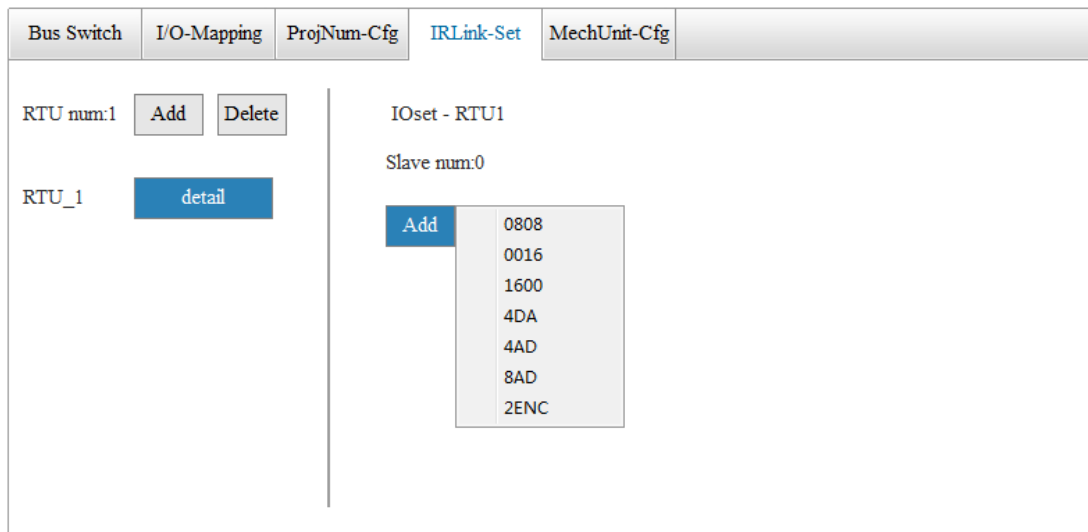 Bus Switch I/O-Mapping ProjNum-Cfg IRLink-Set MechUnit-Cfg
RTU num:1 Add Delete
RTU_1 detail
IOset - RTU1
Slave num:0
Add
0808
0016
1600
4DA
4AD
8AD
2ENC